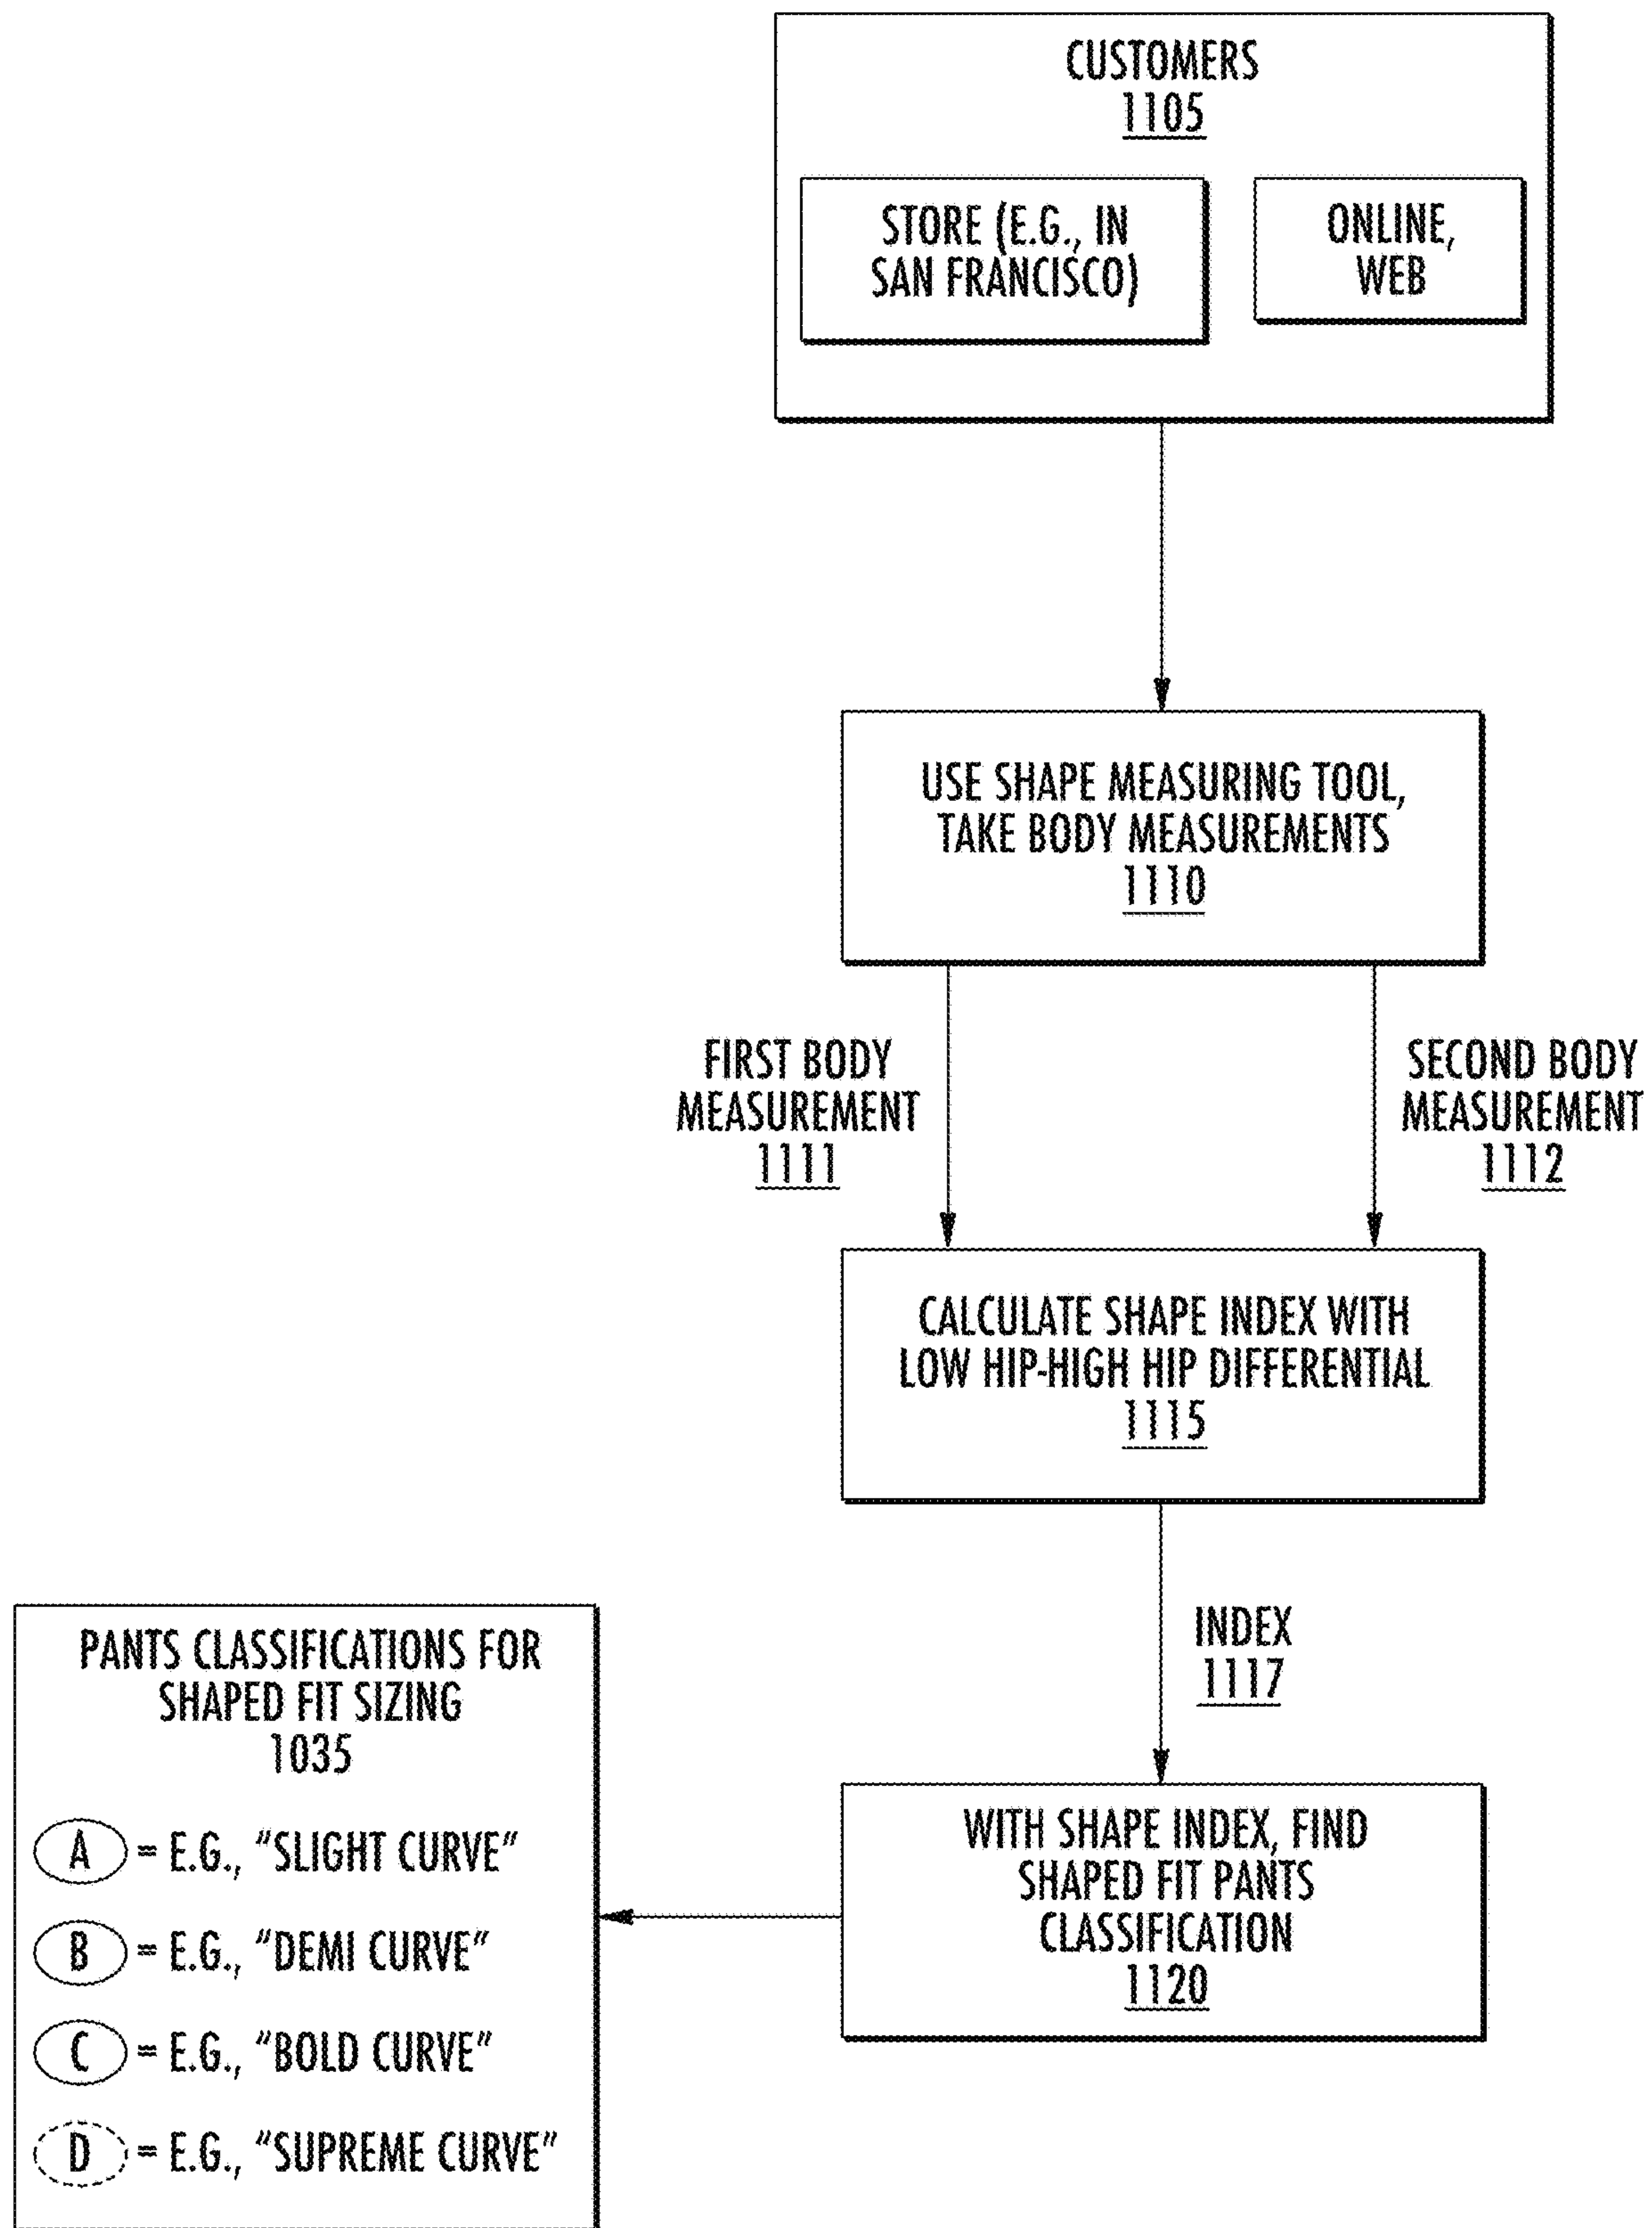 CUSTOMERS
1105
STORE (E.G., IN
SAN FRANCISCO)
ONLINE,
WEB
USE SHAPE MEASURING TOOL,
TAKE BODY MEASUREMENTS
1110
FIRST BODY
MEASUREMENT
1111
SECOND BODY
MEASUREMENT
1112
CALCULATE SHAPE INDEX WITH
LOW HIP-HIGH HIP DIFFERENTIAL
1115
INDEX
1117
WITH SHAPE INDEX, FIND
SHAPED FIT PANTS
CLASSIFICATION
1120
PANTS CLASSIFICATIONS FOR
SHAPED FIT SIZING
1035
A = E.G., "SLIGHT CURVE"
B = E.G., "DEMI CURVE"
C = E.G., "BOLD CURVE"
D = E.G., "SUPREME CURVE"